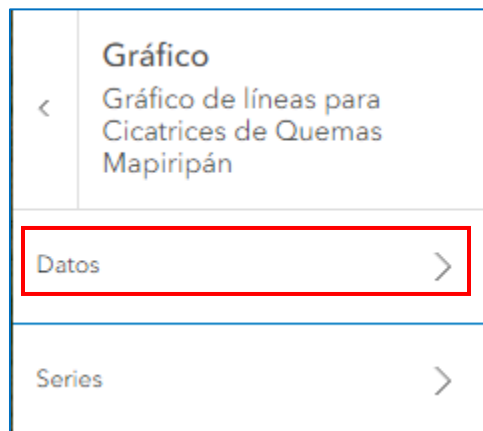 Gráfico
Gráfico de líneas para
Cicatrices de Quemas
Mapiripán
Datos
Series